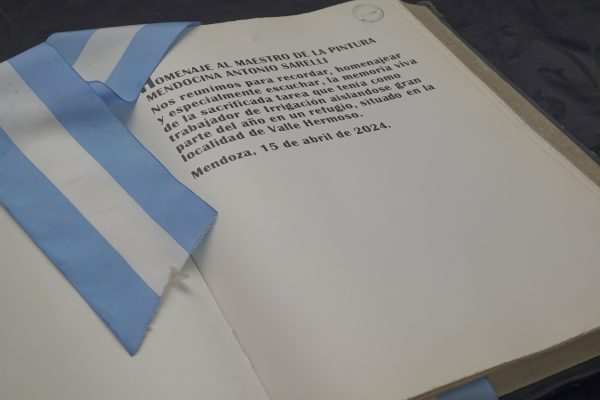 HOMENAJE AL MAESTRO DE LA PINTURA
MENDOCINA ANTONIO SARELLI
Nos reunimos para recordar, homenajear
y especialmente escuchar, la memoria viva
de la sacrificada tarea que tenía como
trabajador de Irrigación aislándose gran
parte del año en un refugio, situado en la
localidad de Valle Hermoso.
Mendoza, 15 de abril de 2024.